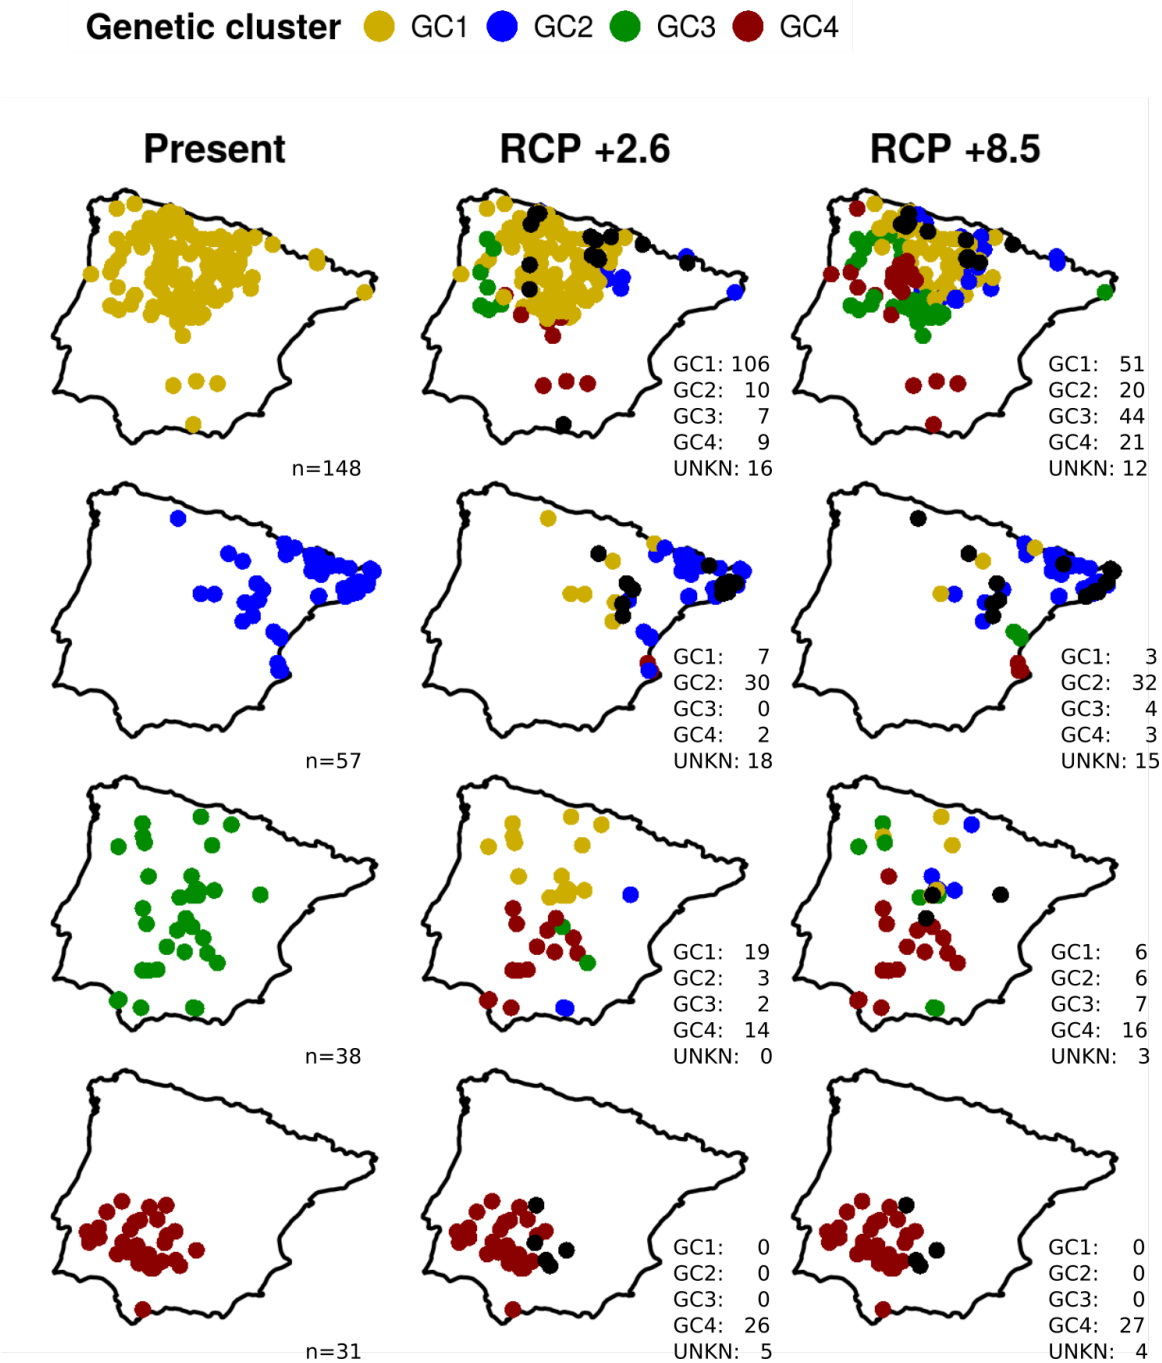 Genetic cluster GC1 GC2 GC3 GC4
Present RCP +2.6 RCP +8.5
GC1: 106 GC1: 51
GC2: 10 GC2: 20
GC3: 7 GC3: 44
GC4: 9 GC4: 21
n=148 UNKN: 16 UNKN: 12
GC1: 7 GC1: 3
GC2: 30 GC2: 32
GC3: 0 GC3: 4
GC4: 2 GC4: 3
n=57 UNKN: 18 UNKN: 15
GC1: 19 GC1: 6
GC2: 3 GC2: 6
GC3: 2 GC3: 7
GC4: 14 GC4: 16
n=38 UNKN: 0 UNKN: 3
GC1: 0 GC1: 0
GC2: 0 GC2: 0
GC3: 0 GC3: 0
GC4: 26 GC4: 27
n=31 UNKN: 5 UNKN: 4